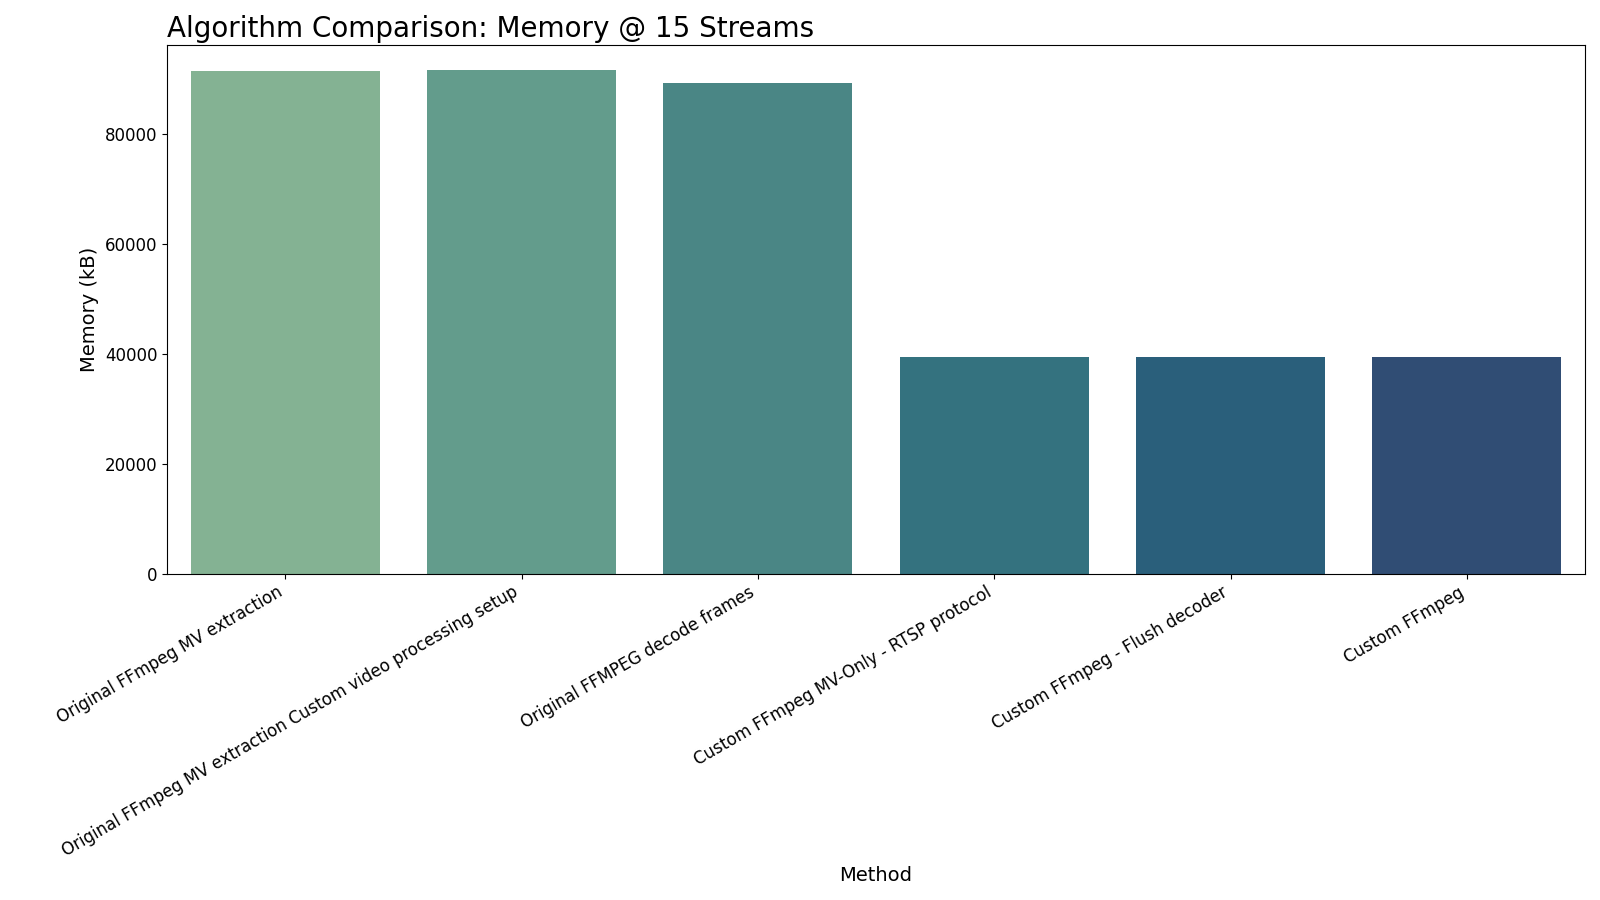 Algorithm Comparison: Memory @ 15 Streams
Memory (kB)
80000
60000
40000
20000
0
Original FFmpeg MV extraction
Original FFmpeg MV extraction Custom video processing setup
Original FFMPEG decode frames
Custom FFmpeg MV-Only - RTSP protocol
Custom FFmpeg - Flush decoder
Custom FFmpeg
Method